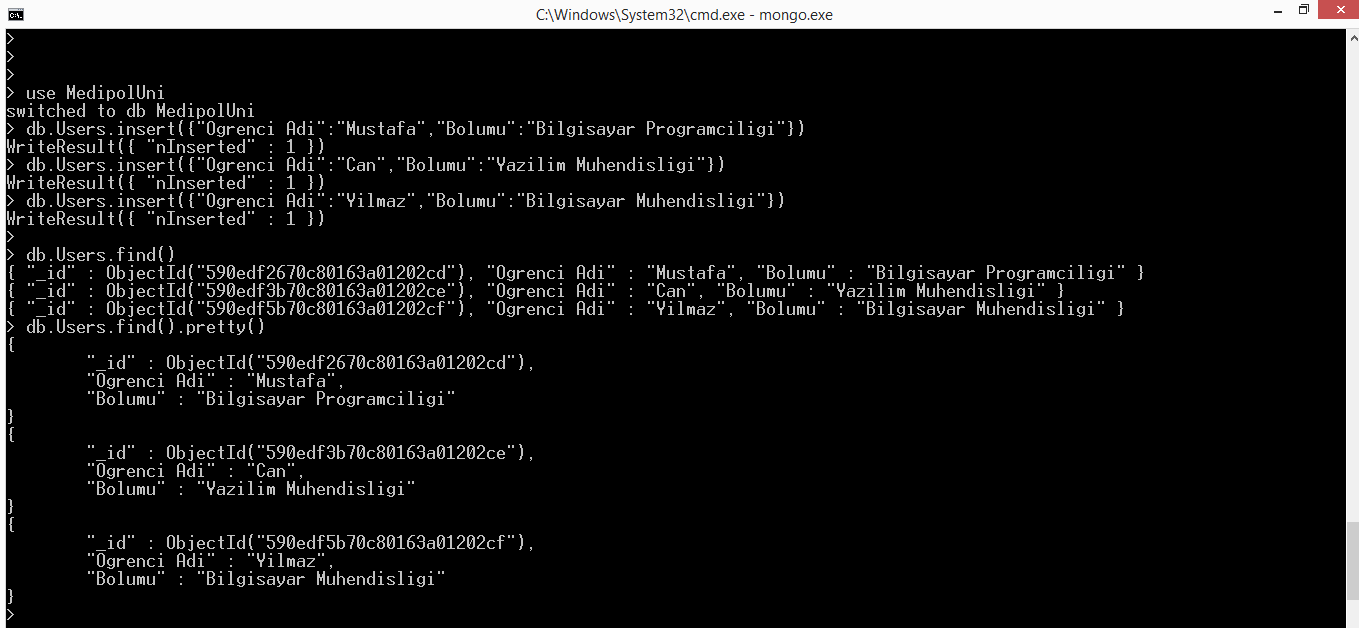 C:\Windows\System32\cmd.exe - mongo.exe
>
>
>
> use MedipolUni
switched to db MedipolUni
> db.Users.insert({"Ogrenci Adi":"Mustafa","Bolumu":"Bilgisayar Programciligi"})
WriteResult({ "nInserted" : 1 })
> db.Users.insert({"Ogrenci Adi":"Can","Bolumu":"Yazilim Muhendisligi"})
WriteResult({ "nInserted" : 1 })
> db.Users.insert({"Ogrenci Adi":"Yilmaz","Bolumu":"Bilgisayar Muhendisligi"})
WriteResult({ "nInserted" : 1 })
>
> db.Users.find()
{ "_id" : ObjectId("590edf2670c80163a01202cd"), "Ogrenci Adi" : "Mustafa", "Bolumu" : "Bilgisayar Programciligi" }
{ "_id" : ObjectId("590edf3b70c80163a01202ce"), "Ogrenci Adi" : "Can", "Bolumu" : "Yazilim Muhendisligi" }
{ "_id" : ObjectId("590edf5b70c80163a01202cf"), "Ogrenci Adi" : "Yilmaz", "Bolumu" : "Bilgisayar Muhendisligi" }
> db.Users.find().pretty()
{
        "_id" : ObjectId("590edf2670c80163a01202cd"),
        "Ogrenci Adi" : "Mustafa",
        "Bolumu" : "Bilgisayar Programciligi"
}
{
        "_id" : ObjectId("590edf3b70c80163a01202ce"),
        "Ogrenci Adi" : "Can",
        "Bolumu" : "Yazilim Muhendisligi"
}
{
        "_id" : ObjectId("590edf5b70c80163a01202cf"),
        "Ogrenci Adi" : "Yilmaz",
        "Bolumu" : "Bilgisayar Muhendisligi"
}
>